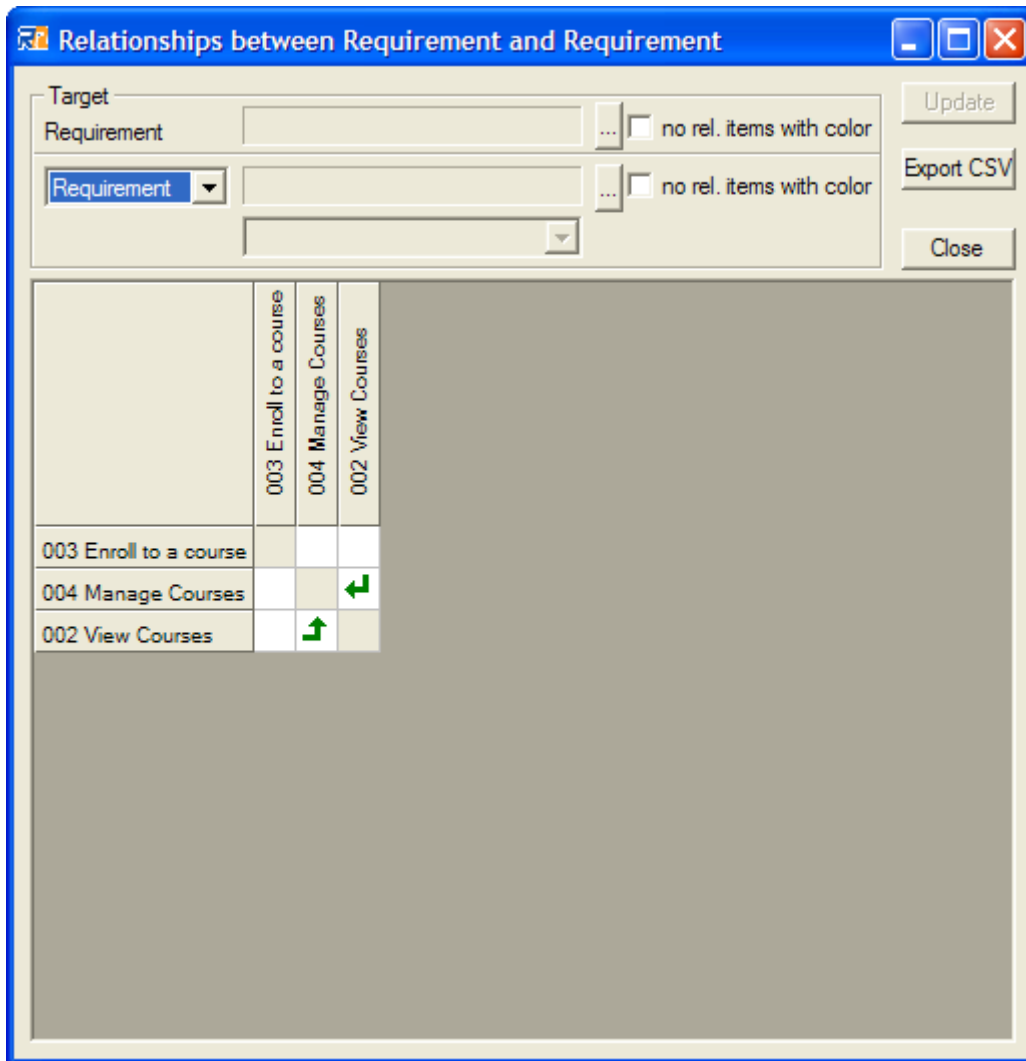 Relationships between Requirement and Requirement
Target
Requirement
...
no rel. items with color
Update
Requirement
...
no rel. items with color
Export CSV
Close
003 Enroll to a course
004 Manage Courses
002 View Courses
003 Enroll to a course
004 Manage Courses
002 View Courses